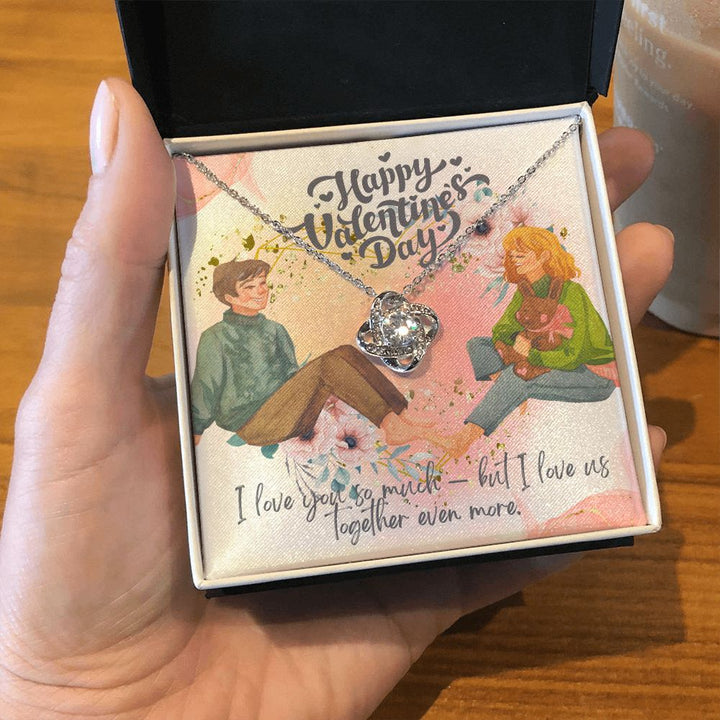 Happy
Valentine's
Day
I love you so much – but I love us
together even more.